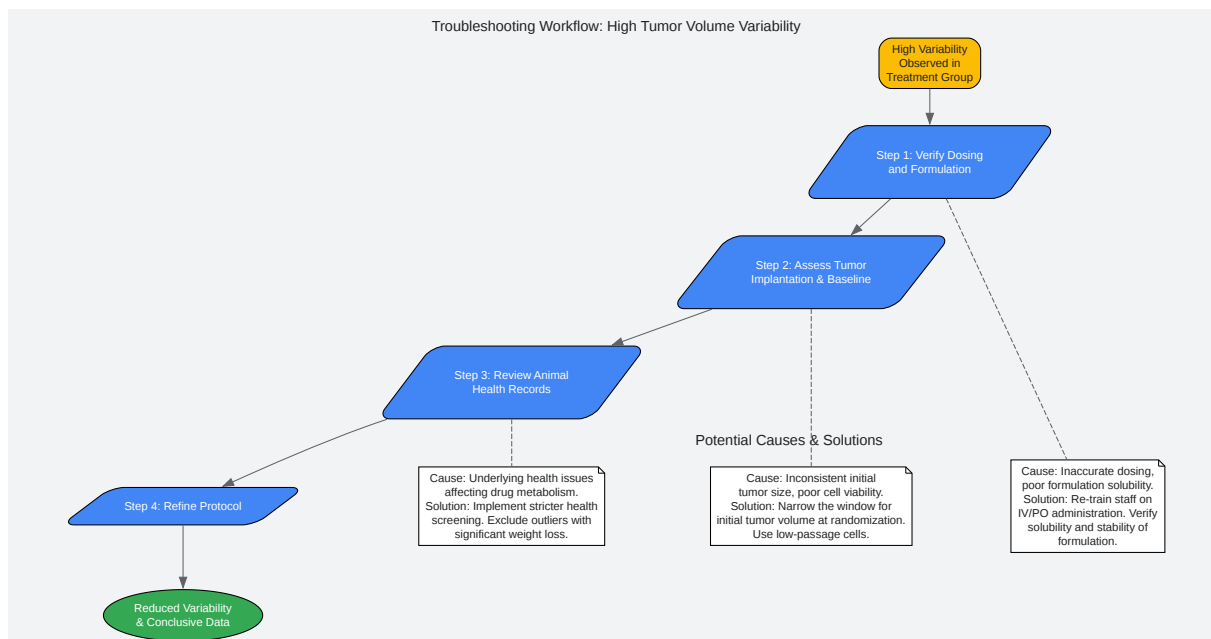 Troubleshooting Workflow: High Tumor Volume Variability
High Variability
Observed in
Treatment Group
Step 1: Verify Dosing
and Formulation
Step 2: Assess Tumor
Implantation & Baseline
Step 3: Review Animal
Health Records
Potential Causes & Solutions
Cause: Underlying health issues
affecting drug metabolism.
Solution: Implement stricter health
screening. Exclude outliers with
significant weight loss.
Cause: Inconsistent initial
tumor size, poor cell viability.
Solution: Narrow the window for
initial tumor volume at randomization.
Use low-passage cells.
Cause: Inaccurate dosing,
poor formulation solubility.
Solution: Re-train staff on
IV/PO administration. Verify
solubility and stability of
formulation.
Step 4: Refine Protocol
Reduced Variability
& Conclusive Data